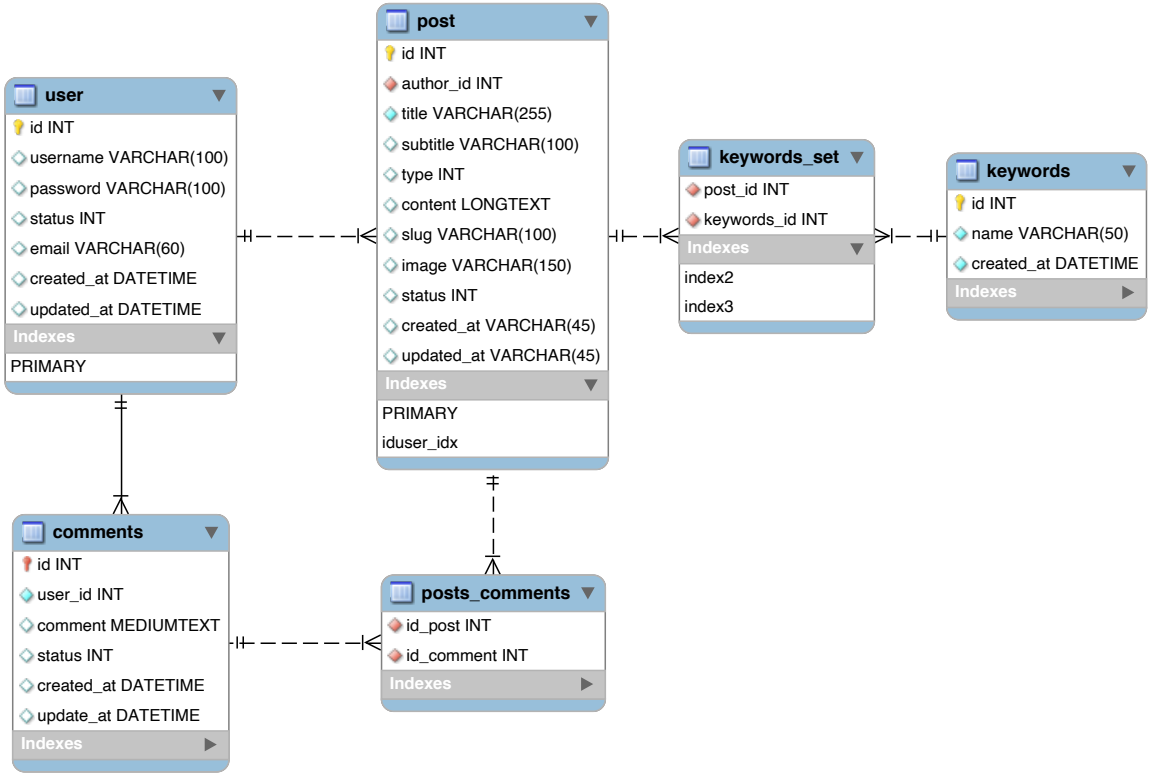 user
id INT
username VARCHAR(100)
password VARCHAR(100)
status INT
email VARCHAR(60)
created_at DATETIME
updated_at DATETIME
Indexes
PRIMARY
post
id INT
author_id INT
title VARCHAR(255)
subtitle VARCHAR(100)
type INT
content LONGTEXT
slug VARCHAR(100)
image VARCHAR(150)
status INT
created_at VARCHAR(45)
updated_at VARCHAR(45)
Indexes
PRIMARY
iduser_idx
keywords_set
post_id INT
keywords_id INT
Indexes
index2
index3
keywords
id INT
name VARCHAR(50)
created_at DATETIME
Indexes
comments
id INT
user_id INT
comment MEDIUMTEXT
status INT
created_at DATETIME
update_at DATETIME
Indexes
posts_comments
id_post INT
id_comment INT
Indexes